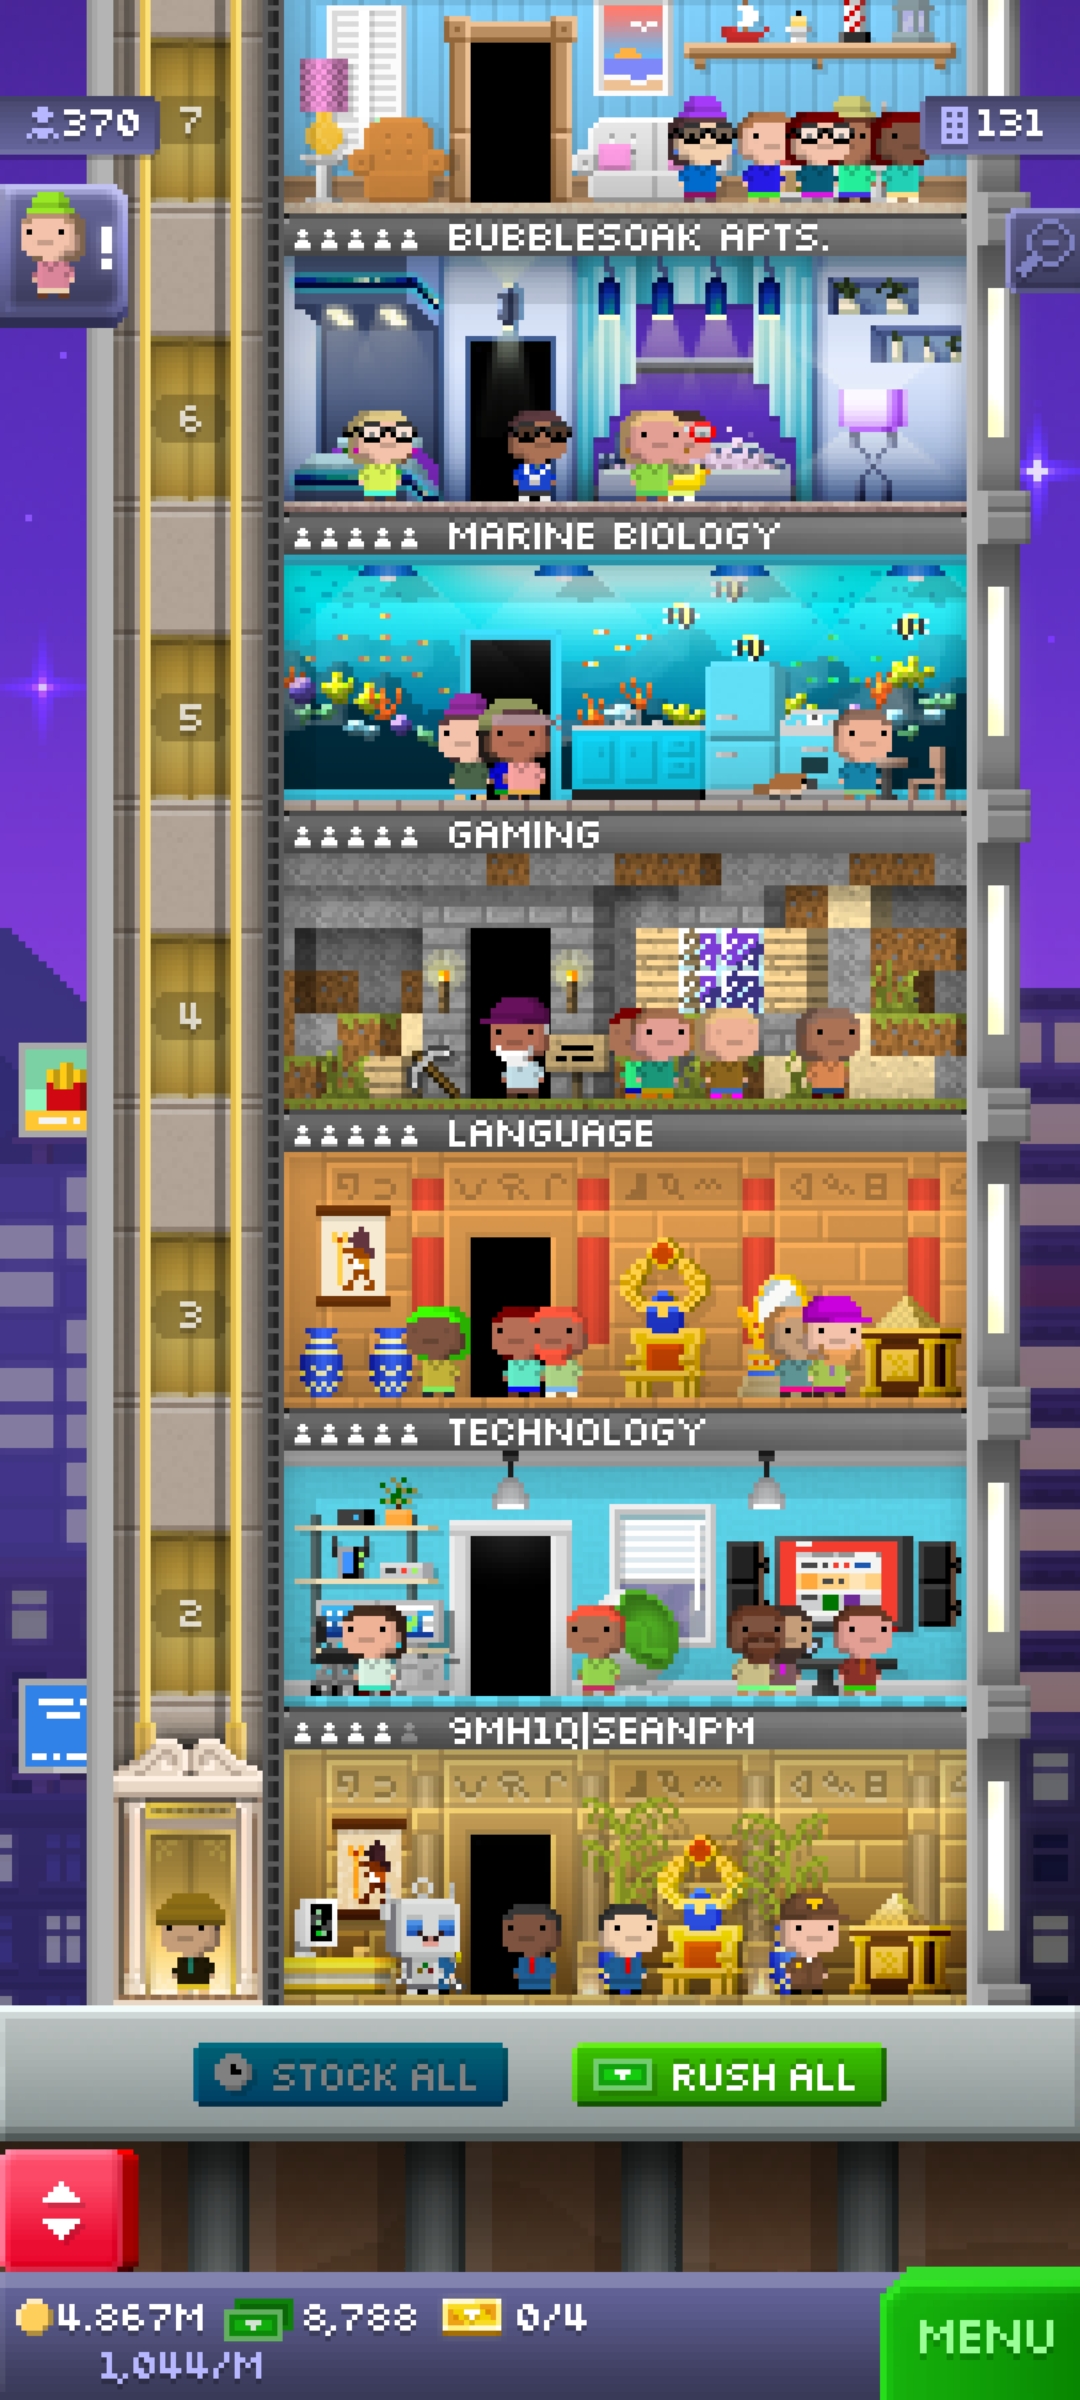 370
7
131
!
BUBBLESOAK APTS.
6
MARINE BIOLOGY
5
GAMING
4
LANGUAGE
3
TECHNOLOGY
2
9MH1Q|SEANPM
STOCK ALL
RUSH ALL
4.867M
8,788
0/4
1,044/M
MENU